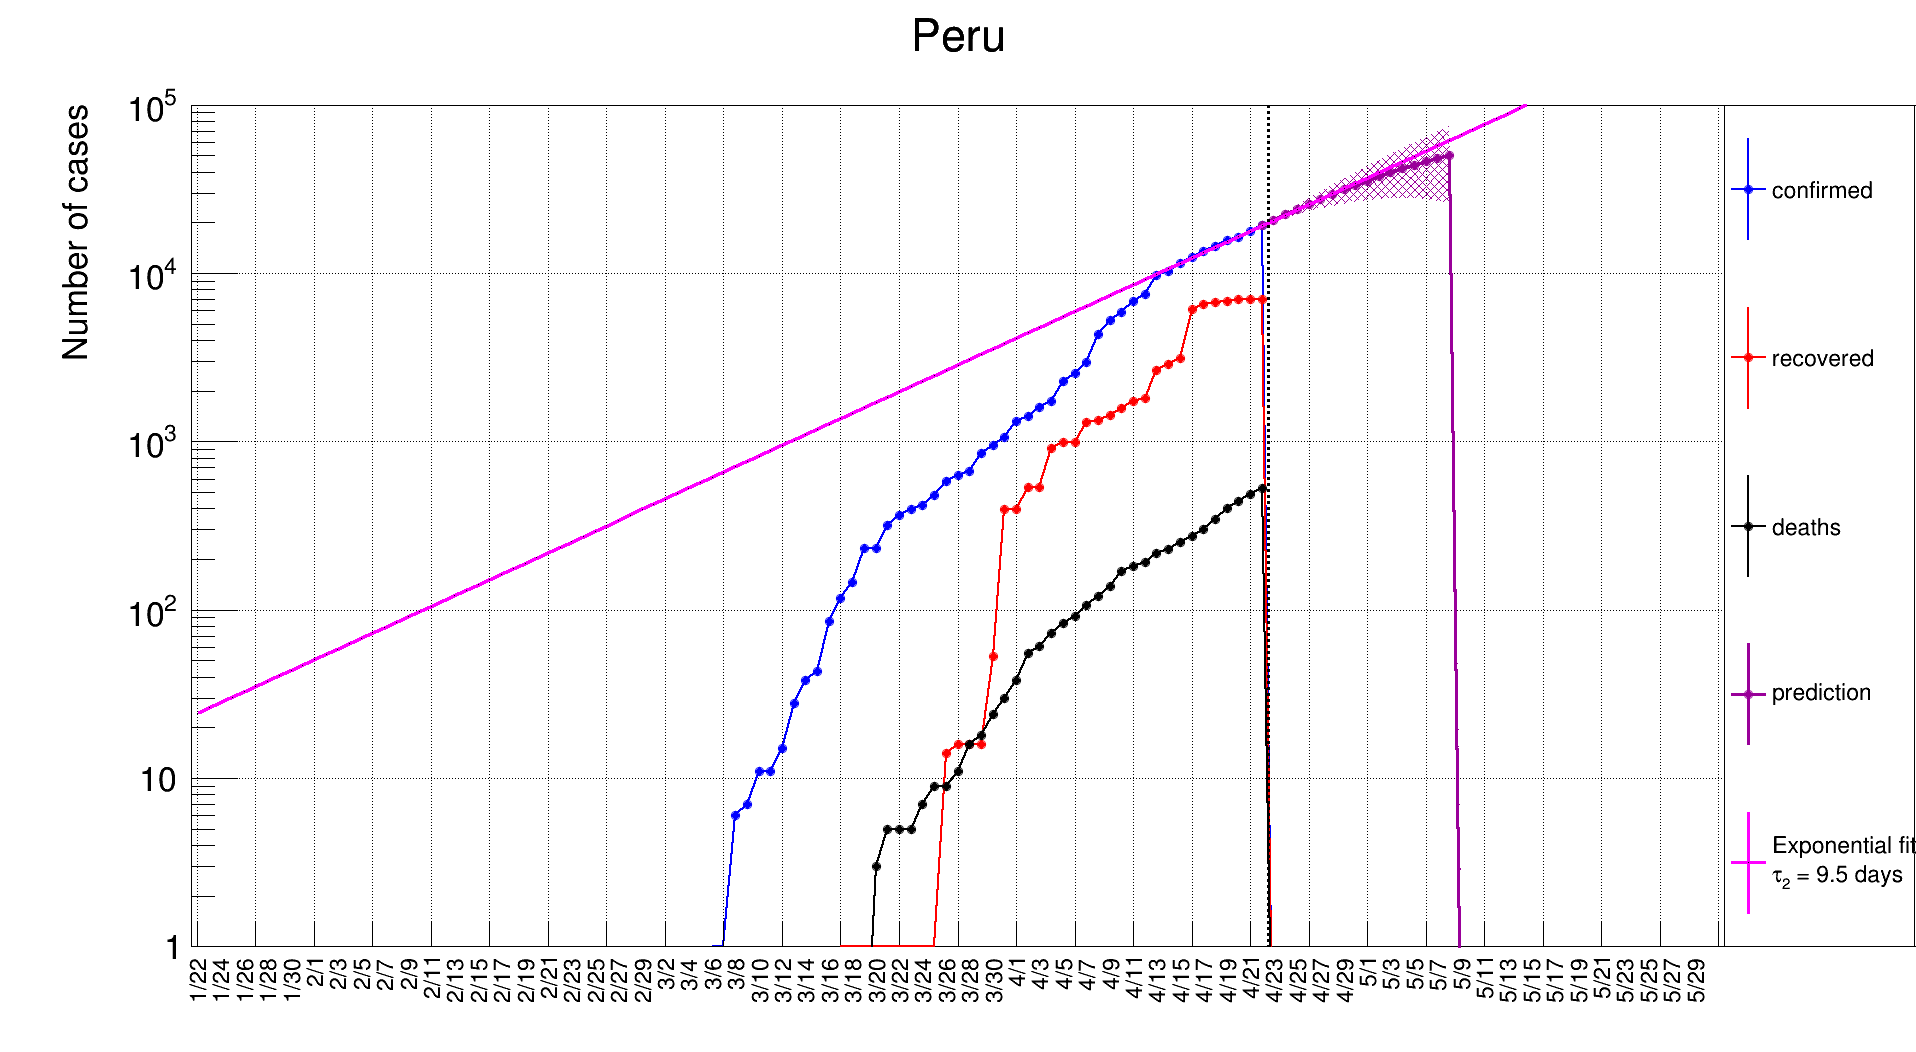 Peru
Number of cases
10^5
10^4
10^3
10^2
10
1
1/22 1/24 1/26 1/28 1/30 2/1 2/3 2/5 2/7 2/9 2/11 2/13 2/15 2/17 2/19 2/21 2/23 2/25 2/27 2/29 3/2 3/4 3/6 3/8 3/10 3/12 3/14 3/16 3/18 3/20 3/22 3/24 3/26 3/28 3/30 4/1 4/3 4/5 4/7 4/9 4/11 4/13 4/15 4/17 4/19 4/21 4/23 4/25 4/27 4/29 5/1 5/3 5/5 5/7 5/9 5/11 5/13 5/15 5/17 5/19 5/21 5/23 5/25 5/27 5/29
confirmed
recovered
deaths
prediction
Exponential fit
τ₂ = 9.5 days